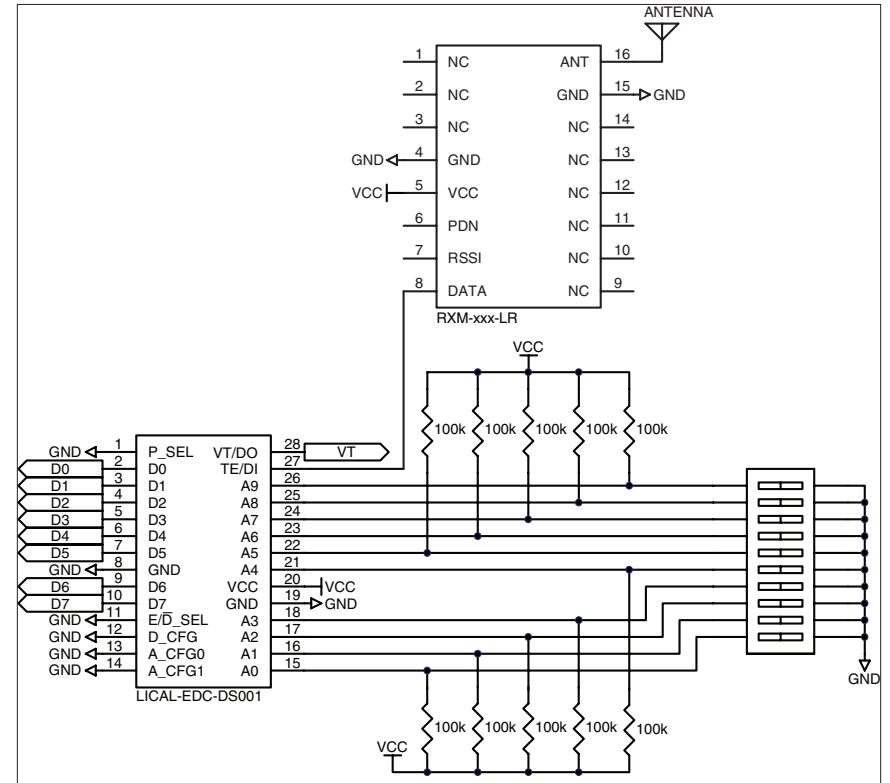 ANTENNA
1 NC ANT 16
2 NC GND 15 GND
3 NC NC 14
GND 4 GND NC 13
VCC 5 VCC NC 12
6 PDN NC 11
7 RSSI NC 10
8 DATA NC 9
RXM-xxx-LR
VCC
100k 100k 100k 100k 100k
GND 1 P_SEL VT/DO 28 VT
D0 2 D0 TE/DI 27
D1 3 D1 A9 26
D2 4 D2 A8 25
D3 5 D3 A7 24
D4 6 D4 A6 23
D5 7 D5 A5 22
GND 8 GND A4 21
D6 9 D6 VCC 20 VCC
D7 10 D7 GND 19 GND
GND 11 E/D̅_SEL A3 18
GND 12 D_CFG A2 17
GND 13 A_CFG0 A1 16
GND 14 A_CFG1 A0 15
LICAL-EDC-DS001
GND
100k 100k 100k 100k 100k
VCC